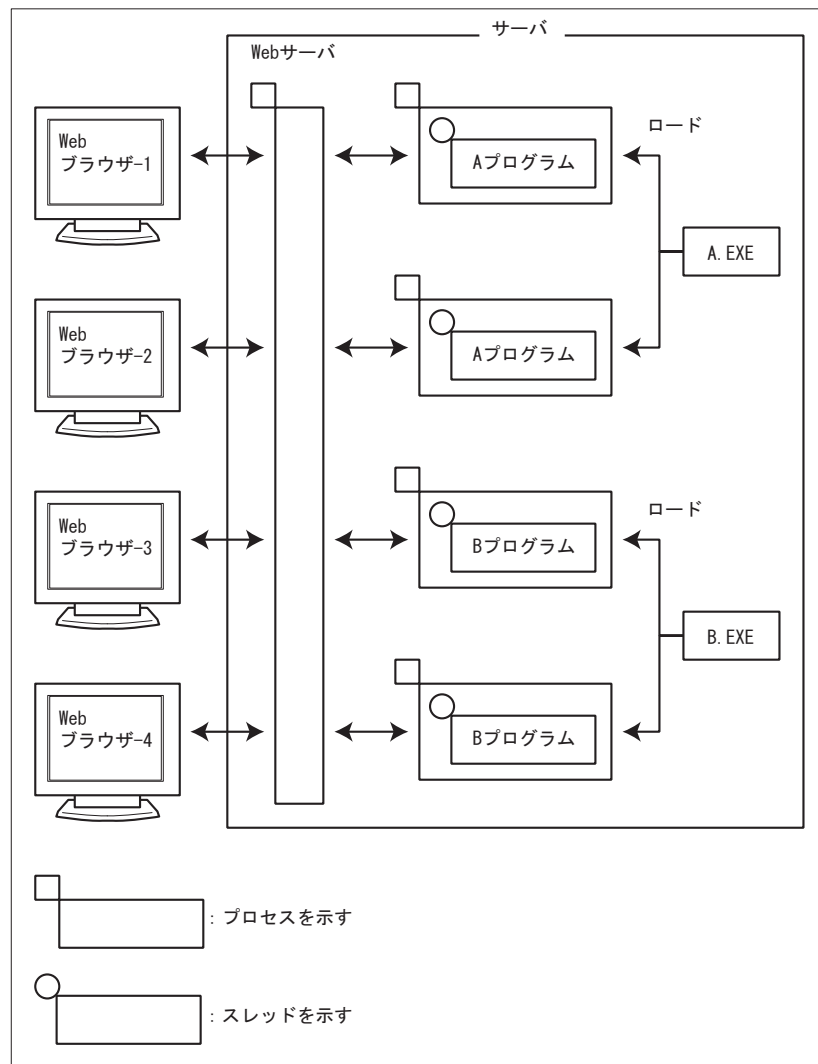 サーバ
Webサーバ
Web
ブラウザ-1
Aプログラム
ロード
A.EXE
Web
ブラウザ-2
Aプログラム
Web
ブラウザ-3
Bプログラム
ロード
B.EXE
Web
ブラウザ-4
Bプログラム
:プロセスを示す
:スレッドを示す